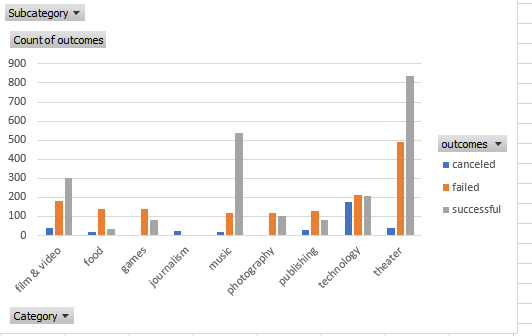 Subcategory
Count of outcomes
900
800
700
600
500
400
300
200
100
0
film & video
food
games
journalism
music
photography
publishing
technology
theater
outcomes
canceled
failed
successful
Category